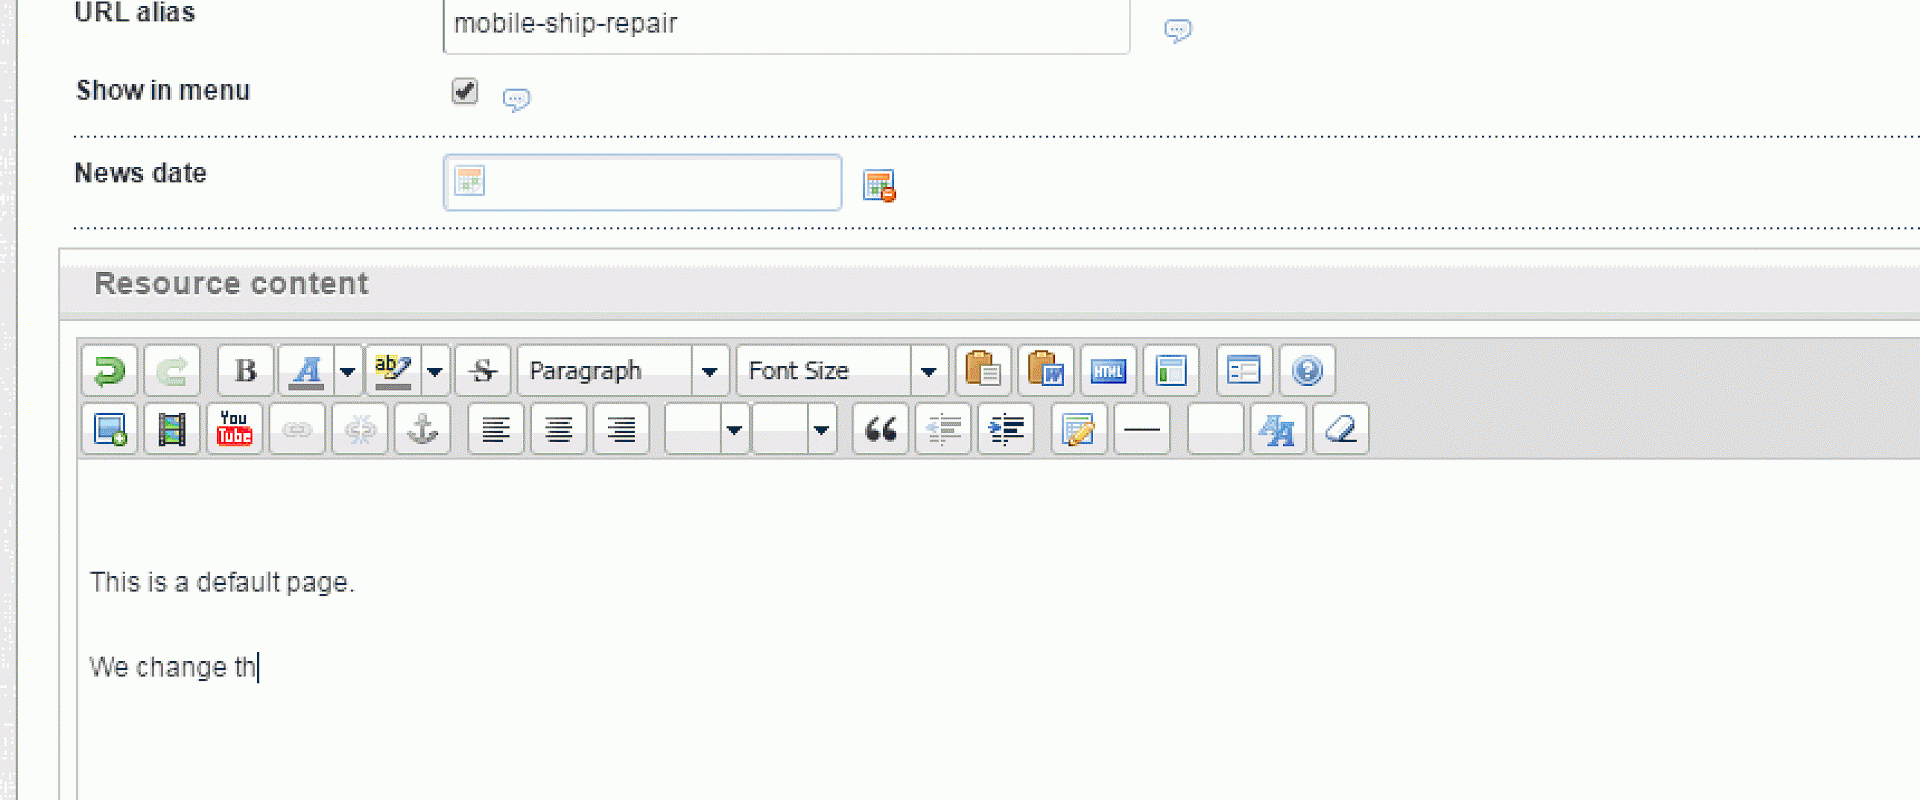 URL alias
mobile-ship-repair
Show in menu
News date
Resource content
B A ab S Paragraph Font Size HTML ?
You Tube
This is a default page.
We change th